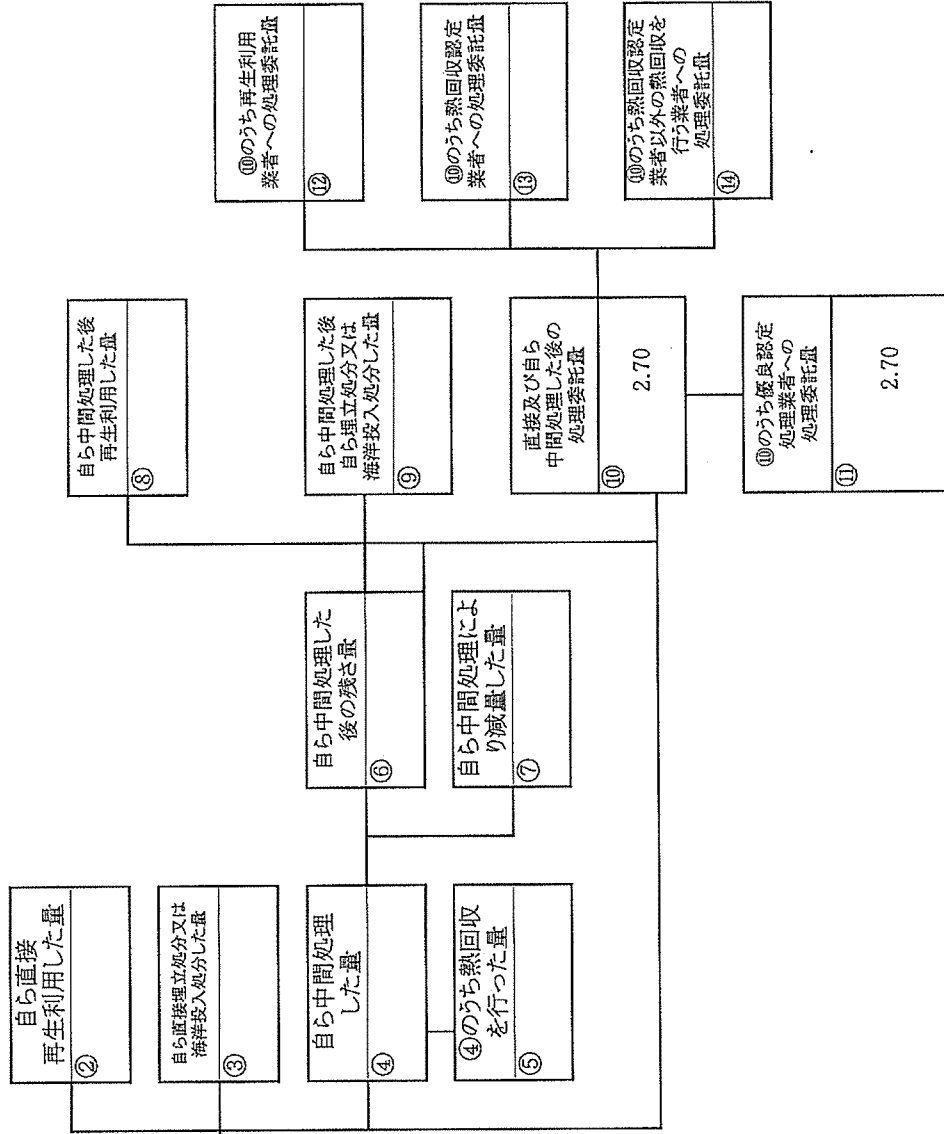 自ら直接
再生利用した量
②
自ら直接埋立処分又は
海洋投入処分した量
③
自ら中間処理
した量
④
④のうち熱回収
を行った量
⑤
自ら中間処理した
後の残さ量
⑥
自ら中間処理によ
り減量した量
⑦
自ら中間処理した後
再生利用した量
⑧
自ら中間処理した後
自ら埋立処分又は
海洋投入処分した量
⑨
直接及び自ら
中間処理した後の
処理委託量
⑩
2.70
⑩のうち優良認定
処理業者への
処理委託量
⑪
2.70
⑩のうち再生利用
業者への処理委託量
⑫
⑩のうち熱回収認定
業者への処理委託量
⑬
⑩のうち熱回収認定
業者以外の熱回収を
行う業者への
処理委託量
⑭